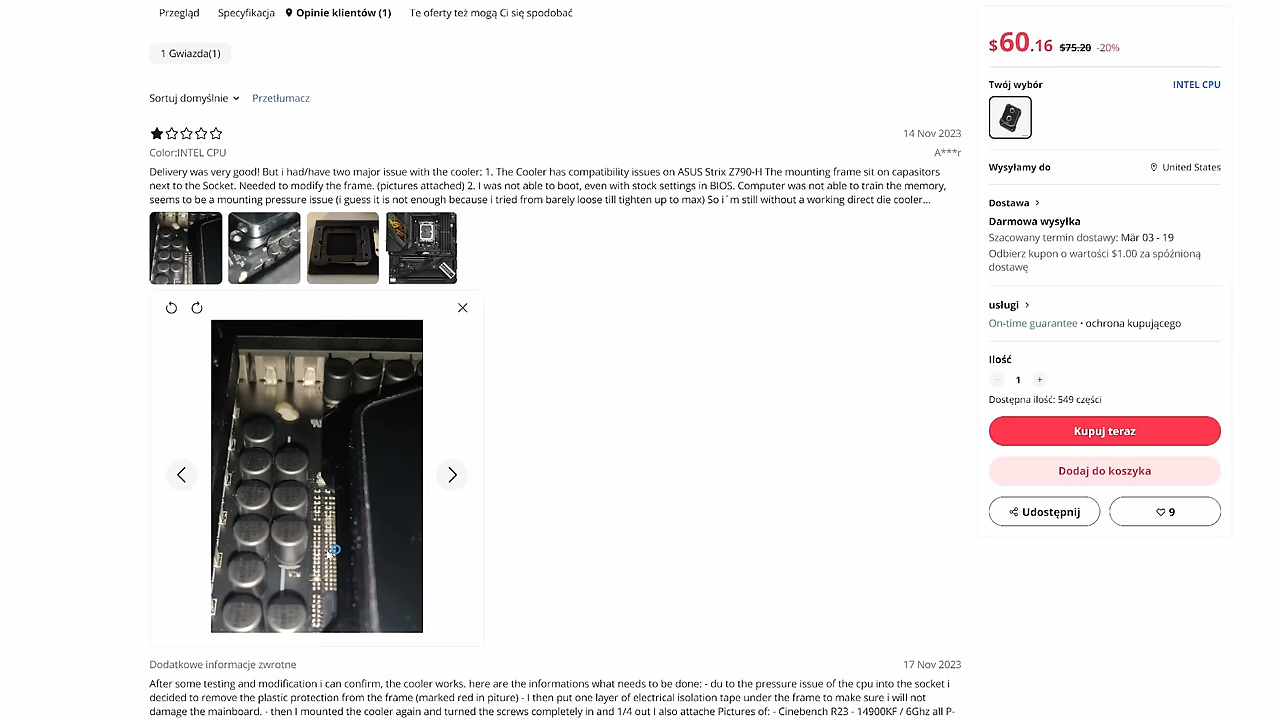 Przegląd Specyfikacja Opinie klientów (1) Te oferty też mogą Ci się spodobać
1 Gwiazda(1)
Sortuj domyślnie Przetłumacz
14 Nov 2023
Color:INTEL CPU A***r
Delivery was very good! But i had/have two major issue with the cooler: 1. The Cooler has compatibility issues on ASUS Strix Z790-H The mounting frame sit on capasitors
next to the Socket. Needed to modify the frame. (pictures attached) 2. I was not able to boot, even with stock settings in BIOS. Computer was not able to train the memory,
seems to be a mounting pressure issue (i guess it is not enough because i tried from barely loose till tighten up to max) So i´m still without a working direct die cooler...
Dodatkowe informacje zwrotne 17 Nov 2023
After some testing and modification i can confirm, the cooler works. here are the informations what needs to be done: - du to the pressure issue of the cpu into the socket i
decided to remove the plastic protection from the frame (marked red in piture) - I then put one layer of electrical isolation tape under the frame to make sure i will not
damage the mainboard. - then I mounted the cooler again and turned the screws completely in and 1/4 out I also attache Pictures of: - Cinebench R23 - 14900KF / 6Ghz all P-
$60.16 $75.20 -20%
Twój wybór INTEL CPU
Wysyłamy do United States
Dostawa
Darmowa wysyłka
Szacowany termin dostawy: Mär 03 - 19
Odbierz kupon o wartości $1.00 za spóźnioną
dostawę
usługi
On-time guarantee • ochrona kupującego
Ilość
1 +
Dostępna ilość: 549 części
Kupuj teraz
Dodaj do koszyka
Udostępnij 9